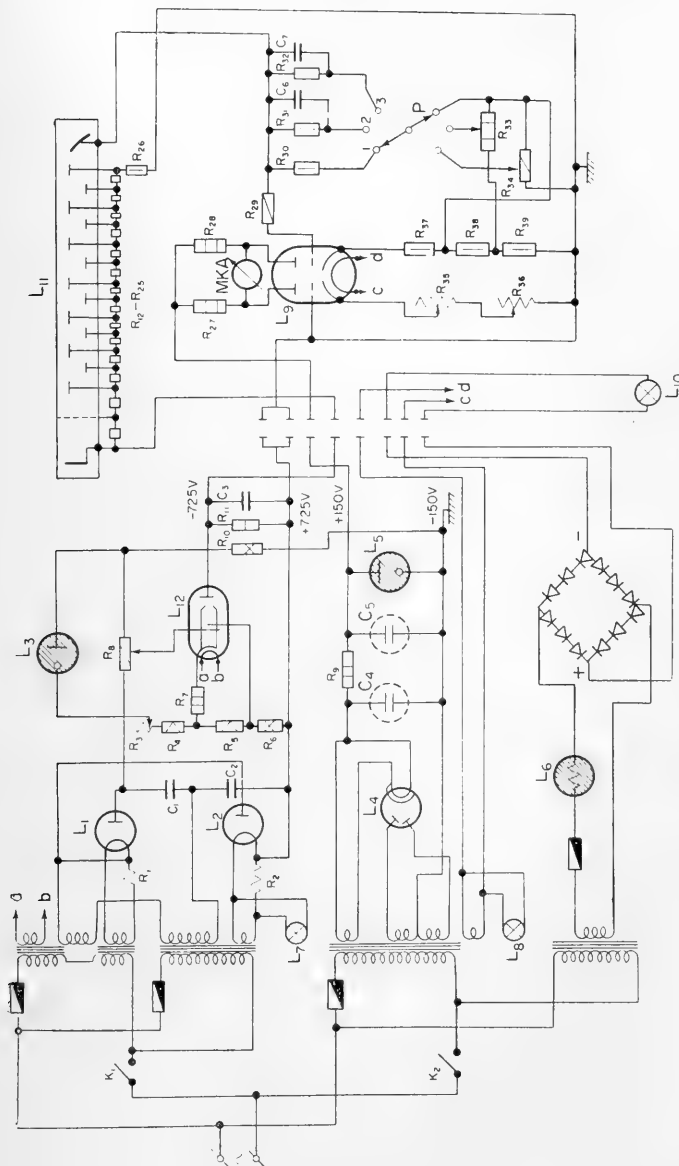 L11
R26
R12–R25
C7
R32
C6
R31
R30
3
2
1
P
R33
R34
R29
R28
MKA
R27
L9
d
c
R37
R38
R39
R35
R36
L3
R8
L12
a
b
R7
R3
R4
R5
R6
−725V
C3
R11
R10
+725V
+150V
−150V
L5
C5
C4
R9
L4
L1
C1
C2
L2
R1
R2
a
b
L7
L8
K1
K2
c d
L10
+
−
L6